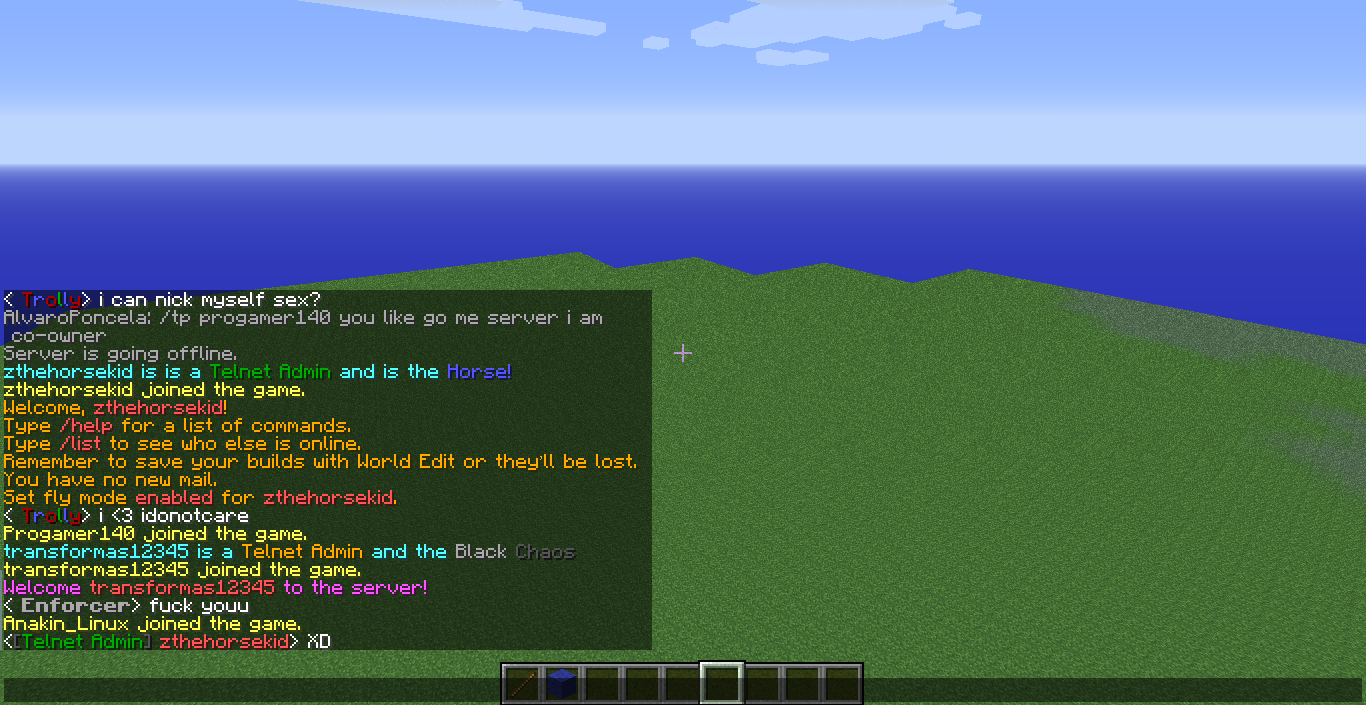 < Trolly> i can nick myself sex?
AlvaroPoncela: /tp progamer140 you like go me server i am
co-owner
Server is going offline.
zthehorsekid is is a Telnet Admin and is the Horse!
zthehorsekid joined the game.
Welcome, zthehorsekid!
Type /help for a list of commands.
Type /list to see who else is online.
Remember to save your builds with World Edit or they'll be lost.
You have no new mail.
Set fly mode enabled for zthehorsekid.
< Trolly> i <3 idonotcare
Progamer140 joined the game.
transformas12345 is a Telnet Admin and the Black Chaos
transformas12345 joined the game.
Welcome transformas12345 to the server!
< Enforcer> fuck youu
Anakin_Linux joined the game.
<[Telnet Admin] zthehorsekid> XD